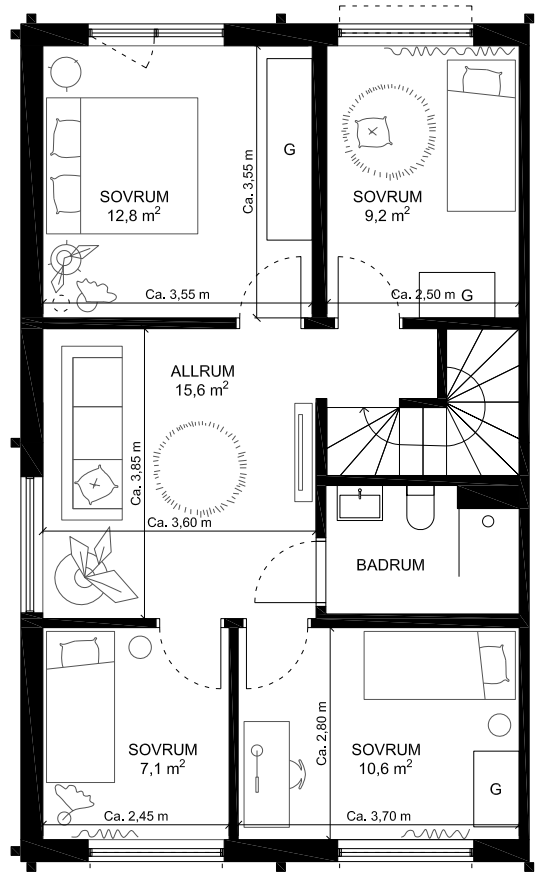 SOVRUM
12,8 m²
G
Ca. 3,55 m
Ca. 3,55 m
SOVRUM
9,2 m²
G
Ca. 2,50 m
ALLRUM
15,6 m²
Ca. 3,85 m
Ca. 3,60 m
BADRUM
SOVRUM
7,1 m²
Ca. 2,45 m
Ca. 2,80 m
SOVRUM
10,6 m²
G
Ca. 3,70 m